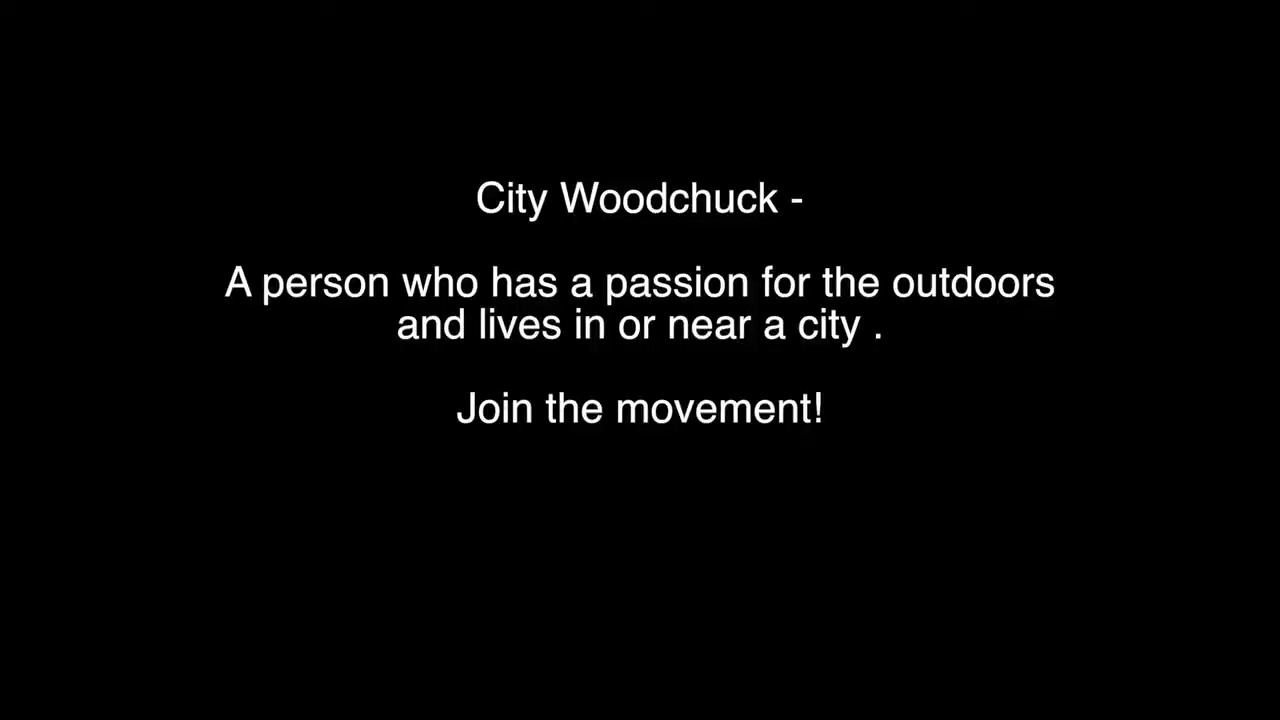 City Woodchuck -
A person who has a passion for the outdoors
and lives in or near a city .
Join the movement!